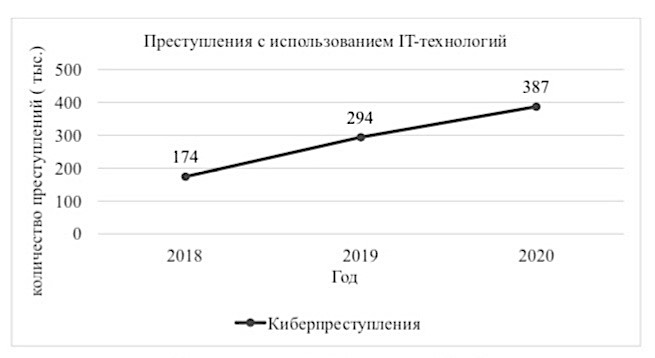 Преступления с использованием IT-технологий
количество преступлений ( тыс.)
500
400
300
200
100
0
174
294
387
2018 2019 2020
Год
Киберпреступления